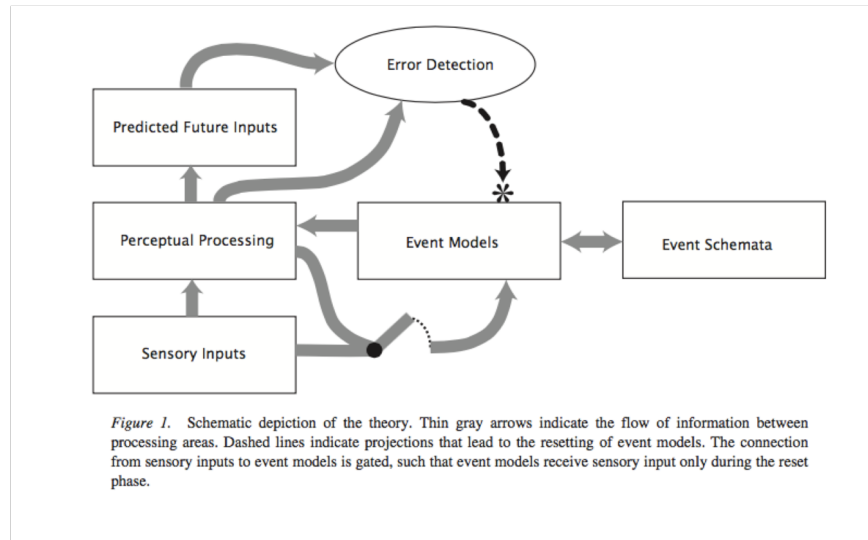 Error Detection
Predicted Future Inputs
Perceptual Processing
Event Models
Event Schemata
Sensory Inputs
Figure 1. Schematic depiction of the theory. Thin gray arrows indicate the flow of information between
processing areas. Dashed lines indicate projections that lead to the resetting of event models. The connection
from sensory inputs to event models is gated, such that event models receive sensory input only during the reset
phase.